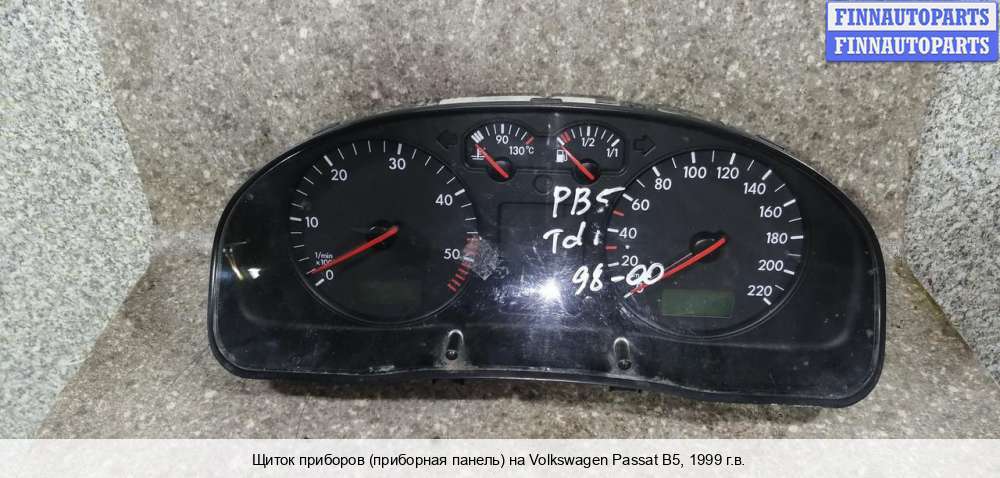 FINNAUTOPARTS
FINNAUTOPARTS
90
130°C
1/2
1/1
10
20
30
40
50
0
1/min
x100
20
40
60
80
100
120
140
160
180
200
220
PB5
Tdi
98-00
Щиток приборов (приборная панель) на Volkswagen Passat B5, 1999 г.в.